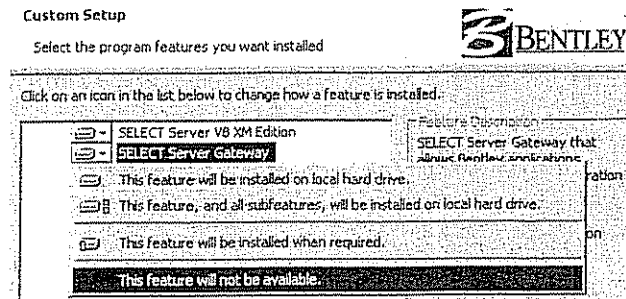 Custom Setup
Select the program features you want installed
BENTLEY
Click on an icon in the list below to change how a feature is installed.
Feature Description
SELECT Server V8 XM Edition
SELECT Server Gateway that
SELECT Server Gateway
allows Bentley applications
This feature will be installed on local hard drive.
ration
This feature, and all subfeatures, will be installed on local hard drive.
This feature will be installed when required.
on
This feature will not be available.